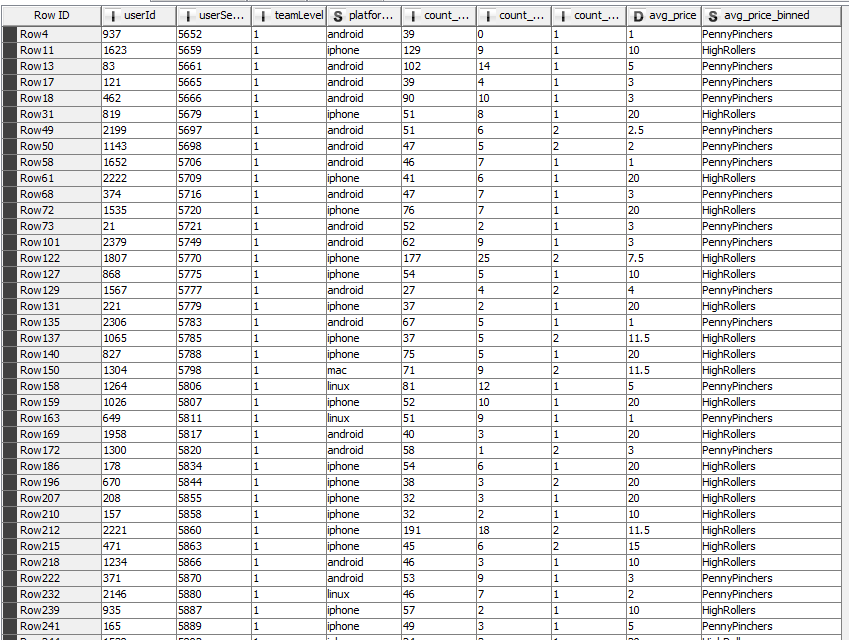 Row ID I userId I userSe... I teamLevel S platfor... I count_... I count_... I count_... D avg_price S avg_price_binned
Row4 937 5652 1 android 39 0 1 1 PennyPinchers
Row11 1623 5659 1 iphone 129 9 1 10 HighRollers
Row13 83 5661 1 android 102 14 1 5 PennyPinchers
Row17 121 5665 1 android 39 4 1 3 PennyPinchers
Row18 462 5666 1 android 90 10 1 3 PennyPinchers
Row31 819 5679 1 iphone 51 8 1 20 HighRollers
Row49 2199 5697 1 android 51 6 2 2.5 PennyPinchers
Row50 1143 5698 1 android 47 5 2 2 PennyPinchers
Row58 1652 5706 1 android 46 7 1 1 PennyPinchers
Row61 2222 5709 1 iphone 41 6 1 20 HighRollers
Row68 374 5716 1 android 47 7 1 3 PennyPinchers
Row72 1535 5720 1 iphone 76 7 1 20 HighRollers
Row73 21 5721 1 android 52 2 1 3 PennyPinchers
Row101 2379 5749 1 android 62 9 1 3 PennyPinchers
Row122 1807 5770 1 iphone 177 25 2 7.5 HighRollers
Row127 868 5775 1 iphone 54 5 1 10 HighRollers
Row129 1567 5777 1 android 27 4 2 4 PennyPinchers
Row131 221 5779 1 iphone 37 2 1 20 HighRollers
Row135 2306 5783 1 android 67 5 1 1 PennyPinchers
Row137 1065 5785 1 iphone 37 5 2 11.5 HighRollers
Row140 827 5788 1 iphone 75 5 1 20 HighRollers
Row150 1304 5798 1 mac 71 9 2 11.5 HighRollers
Row158 1264 5806 1 linux 81 12 1 5 PennyPinchers
Row159 1026 5807 1 iphone 52 10 1 20 HighRollers
Row163 649 5811 1 linux 51 9 1 1 PennyPinchers
Row169 1958 5817 1 android 40 3 1 20 HighRollers
Row172 1300 5820 1 android 58 1 2 3 PennyPinchers
Row186 178 5834 1 iphone 54 6 1 20 HighRollers
Row196 670 5844 1 iphone 38 3 2 20 HighRollers
Row207 208 5855 1 iphone 32 3 1 20 HighRollers
Row210 157 5858 1 iphone 32 2 1 10 HighRollers
Row212 2221 5860 1 iphone 191 18 2 11.5 HighRollers
Row215 471 5863 1 iphone 45 6 2 15 HighRollers
Row218 1234 5866 1 android 46 3 1 10 HighRollers
Row222 371 5870 1 android 53 9 1 3 PennyPinchers
Row232 2146 5880 1 linux 46 7 1 2 PennyPinchers
Row239 935 5887 1 iphone 57 2 1 10 HighRollers
Row241 165 5889 1 iphone 49 3 1 5 PennyPinchers